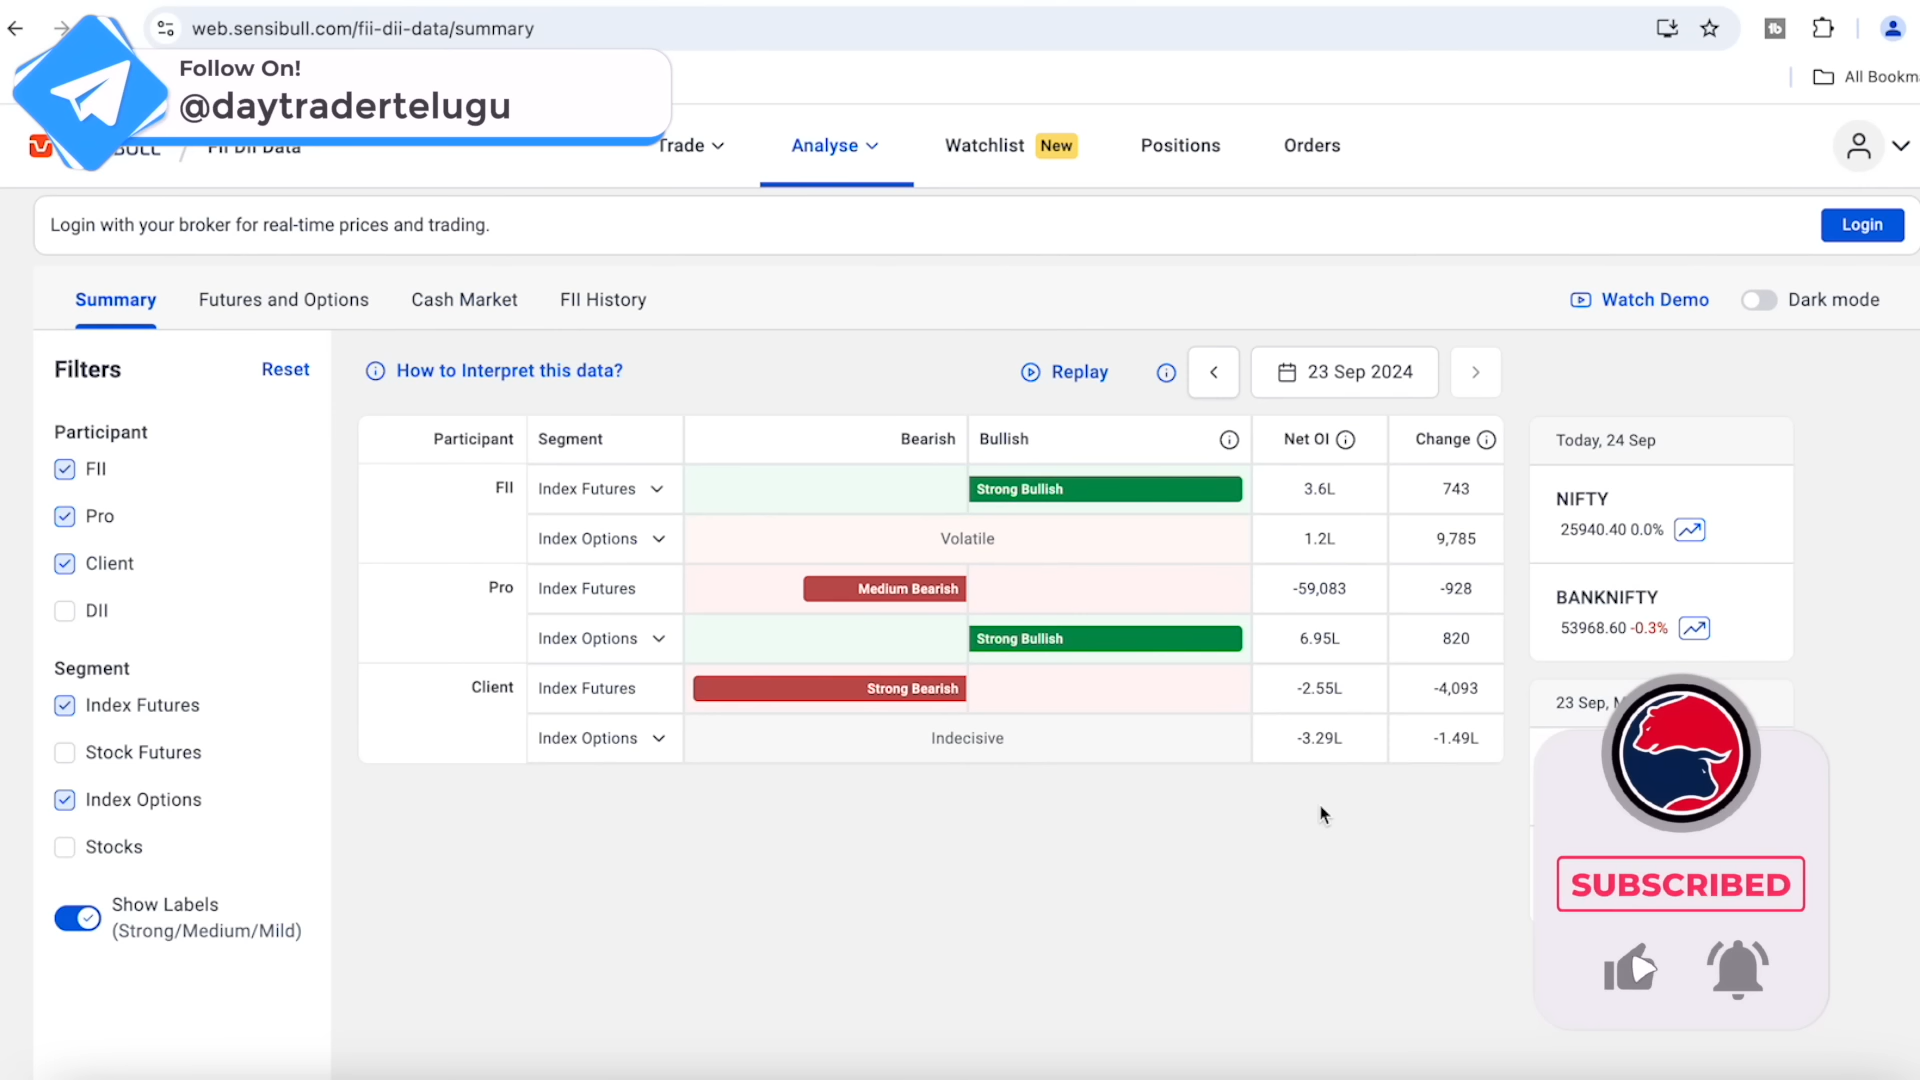 web.sensibull.com/fii-dii-data/summary
Follow On!
@daytradertelugu
All Bookm
Fii Dii Data
Trade
Analyse
Watchlist New
Positions
Orders
Login with your broker for real-time prices and trading.
Login
Summary
Futures and Options
Cash Market
FII History
Watch Demo
Dark mode
Filters
Reset
How to Interpret this data?
Replay
23 Sep 2024
Participant
FII
Pro
Client
DII
Segment
Index Futures
Stock Futures
Index Options
Stocks
Show Labels
(Strong/Medium/Mild)
Participant Segment Bearish Bullish Net OI Change
FII Index Futures Strong Bullish 3.6L 743
Index Options Volatile 1.2L 9,785
Pro Index Futures Medium Bearish -59,083 -928
Index Options Strong Bullish 6.95L 820
Client Index Futures Strong Bearish -2.55L -4,093
Index Options Indecisive -3.29L -1.49L
Today, 24 Sep
NIFTY
25940.40 0.0%
BANKNIFTY
53968.60 -0.3%
23 Sep,
SUBSCRIBED